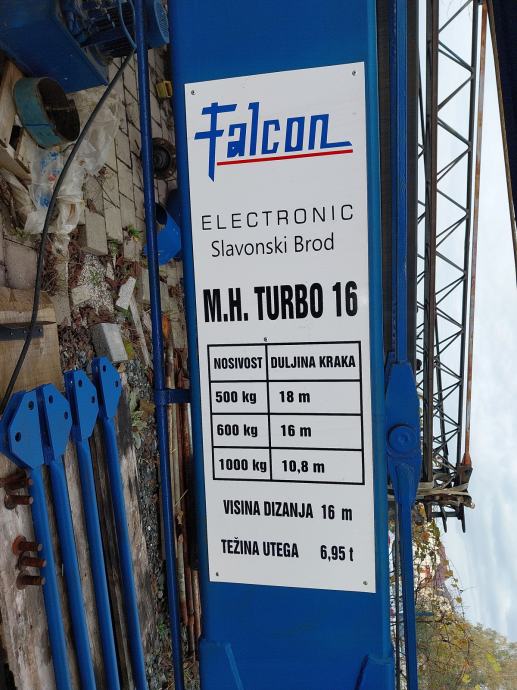 Falcon
ELECTRONIC
Slavonski Brod
M.H. TURBO 16
NOSIVOST DULJINA KRAKA
500 kg 18 m
600 kg 16 m
1000 kg 10,8 m
VISINA DIZANJA 16 m
TEŽINA UTEGA 6,95 t